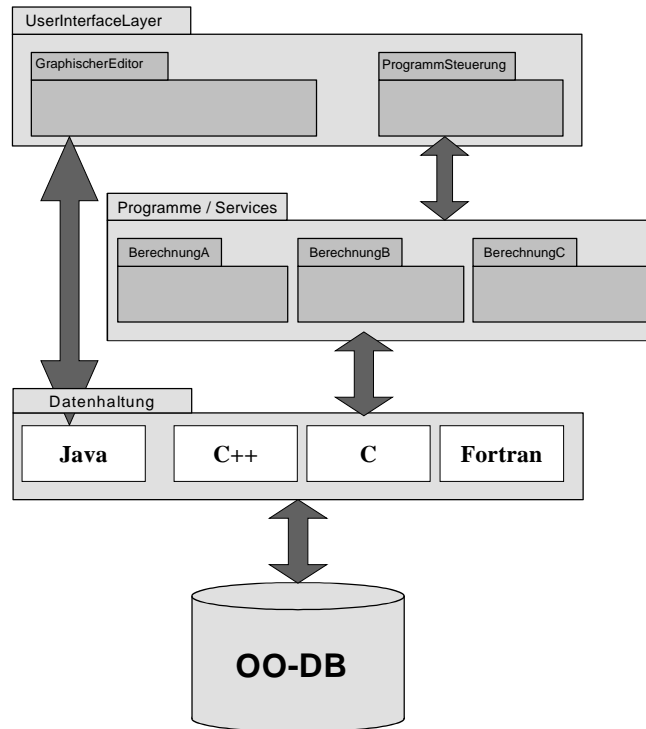 UserInterfaceLayer
GraphischerEditor
ProgrammSteuerung
Programme / Services
BerechnungA
BerechnungB
BerechnungC
Datenhaltung
Java
C++
C
Fortran
OO-DB